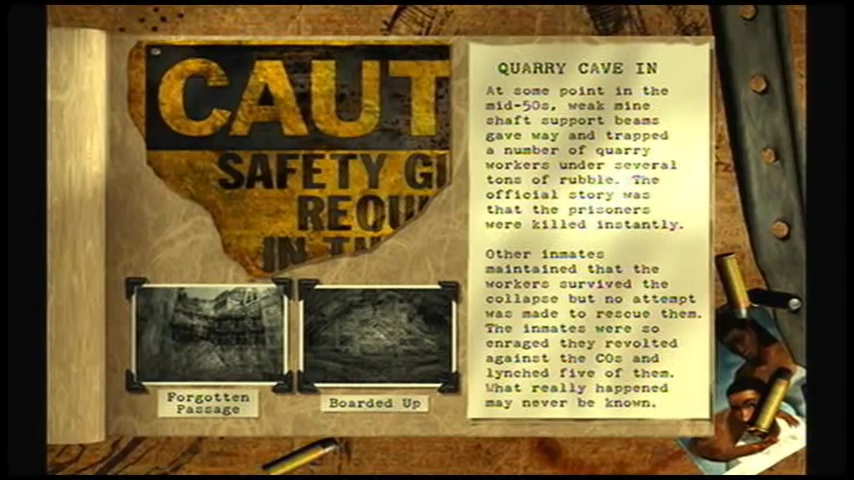 CAUT
SAFETY GL
REQUI
IN TH
QUARRY CAVE IN
At some point in the
mid-50s, weak mine
shaft support beams
gave way and trapped
a number of quarry
workers under several
tons of rubble. The
official story was
that the prisoners
were killed instantly.
Other inmates
maintained that the
workers survived the
collapse but no attempt
was made to rescue them.
The inmates were so
enraged they revolted
against the COs and
lynched five of them.
What really happened
may never be known.
Forgotten
Passage
Boarded Up